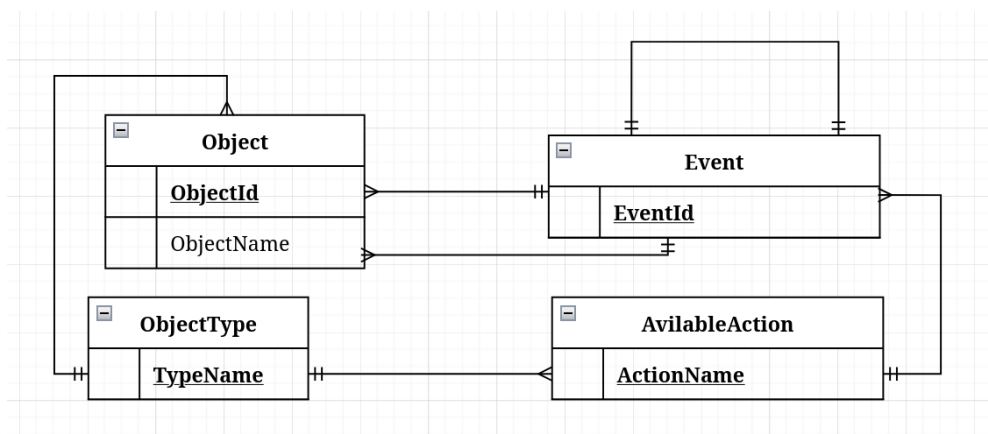 Object
ObjectId
ObjectName
Event
EventId
ObjectType
TypeName
AvilableAction
ActionName